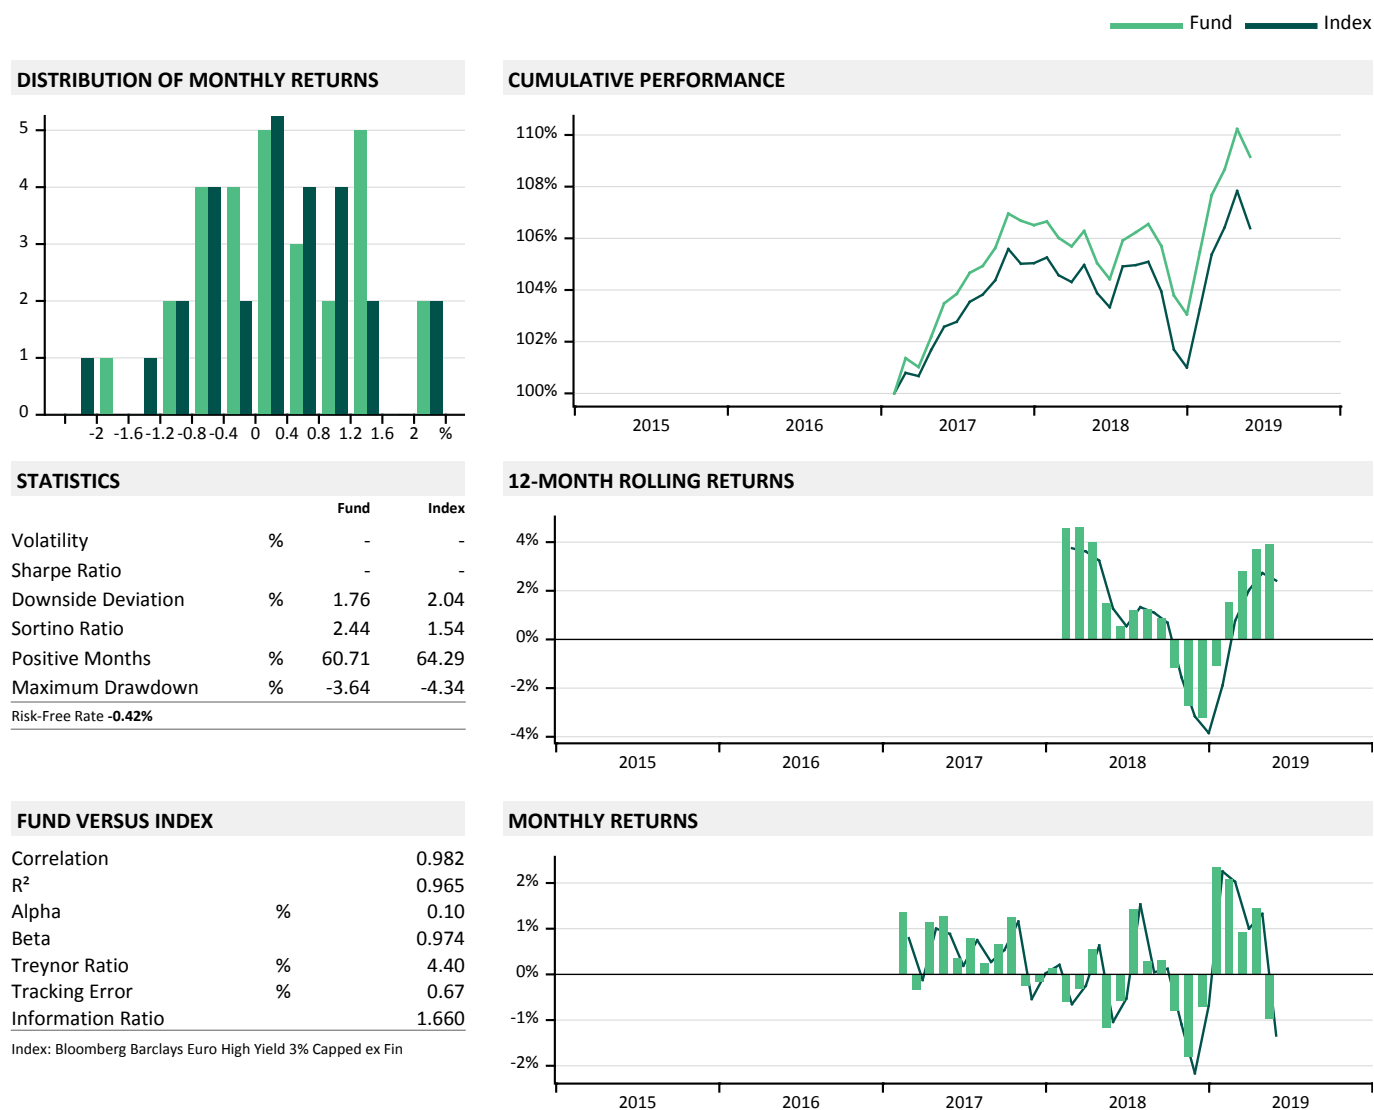 Fund Index
DISTRIBUTION OF MONTHLY RETURNS
5
4
3
2
1
0
-2 -1.6 -1.2 -0.8 -0.4 0 0.4 0.8 1.2 1.6 2 %
CUMULATIVE PERFORMANCE
110%
108%
106%
104%
102%
100%
2015 2016 2017 2018 2019
STATISTICS
Fund Index
Volatility % - -
Sharpe Ratio - -
Downside Deviation % 1.76 2.04
Sortino Ratio 2.44 1.54
Positive Months % 60.71 64.29
Maximum Drawdown % -3.64 -4.34
Risk-Free Rate -0.42%
12-MONTH ROLLING RETURNS
4%
2%
0%
-2%
-4%
2015 2016 2017 2018 2019
FUND VERSUS INDEX
Correlation 0.982
R² 0.965
Alpha % 0.10
Beta 0.974
Treynor Ratio % 4.40
Tracking Error % 0.67
Information Ratio 1.660
Index: Bloomberg Barclays Euro High Yield 3% Capped ex Fin
MONTHLY RETURNS
2%
1%
0%
-1%
-2%
2015 2016 2017 2018 2019